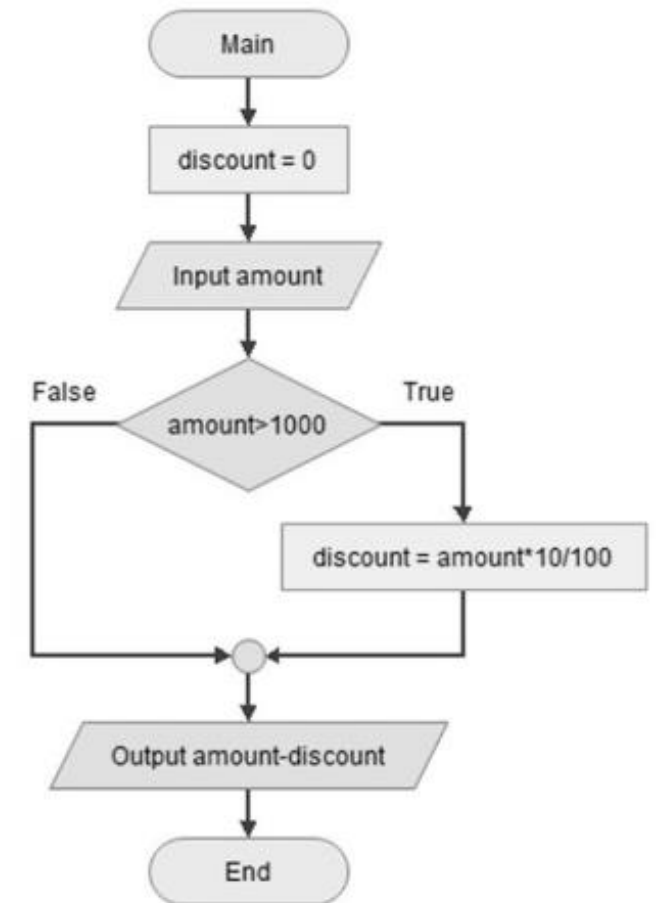 Main
discount = 0
Input amount
False
True
amount>1000
discount = amount*10/100
Output amount-discount
End